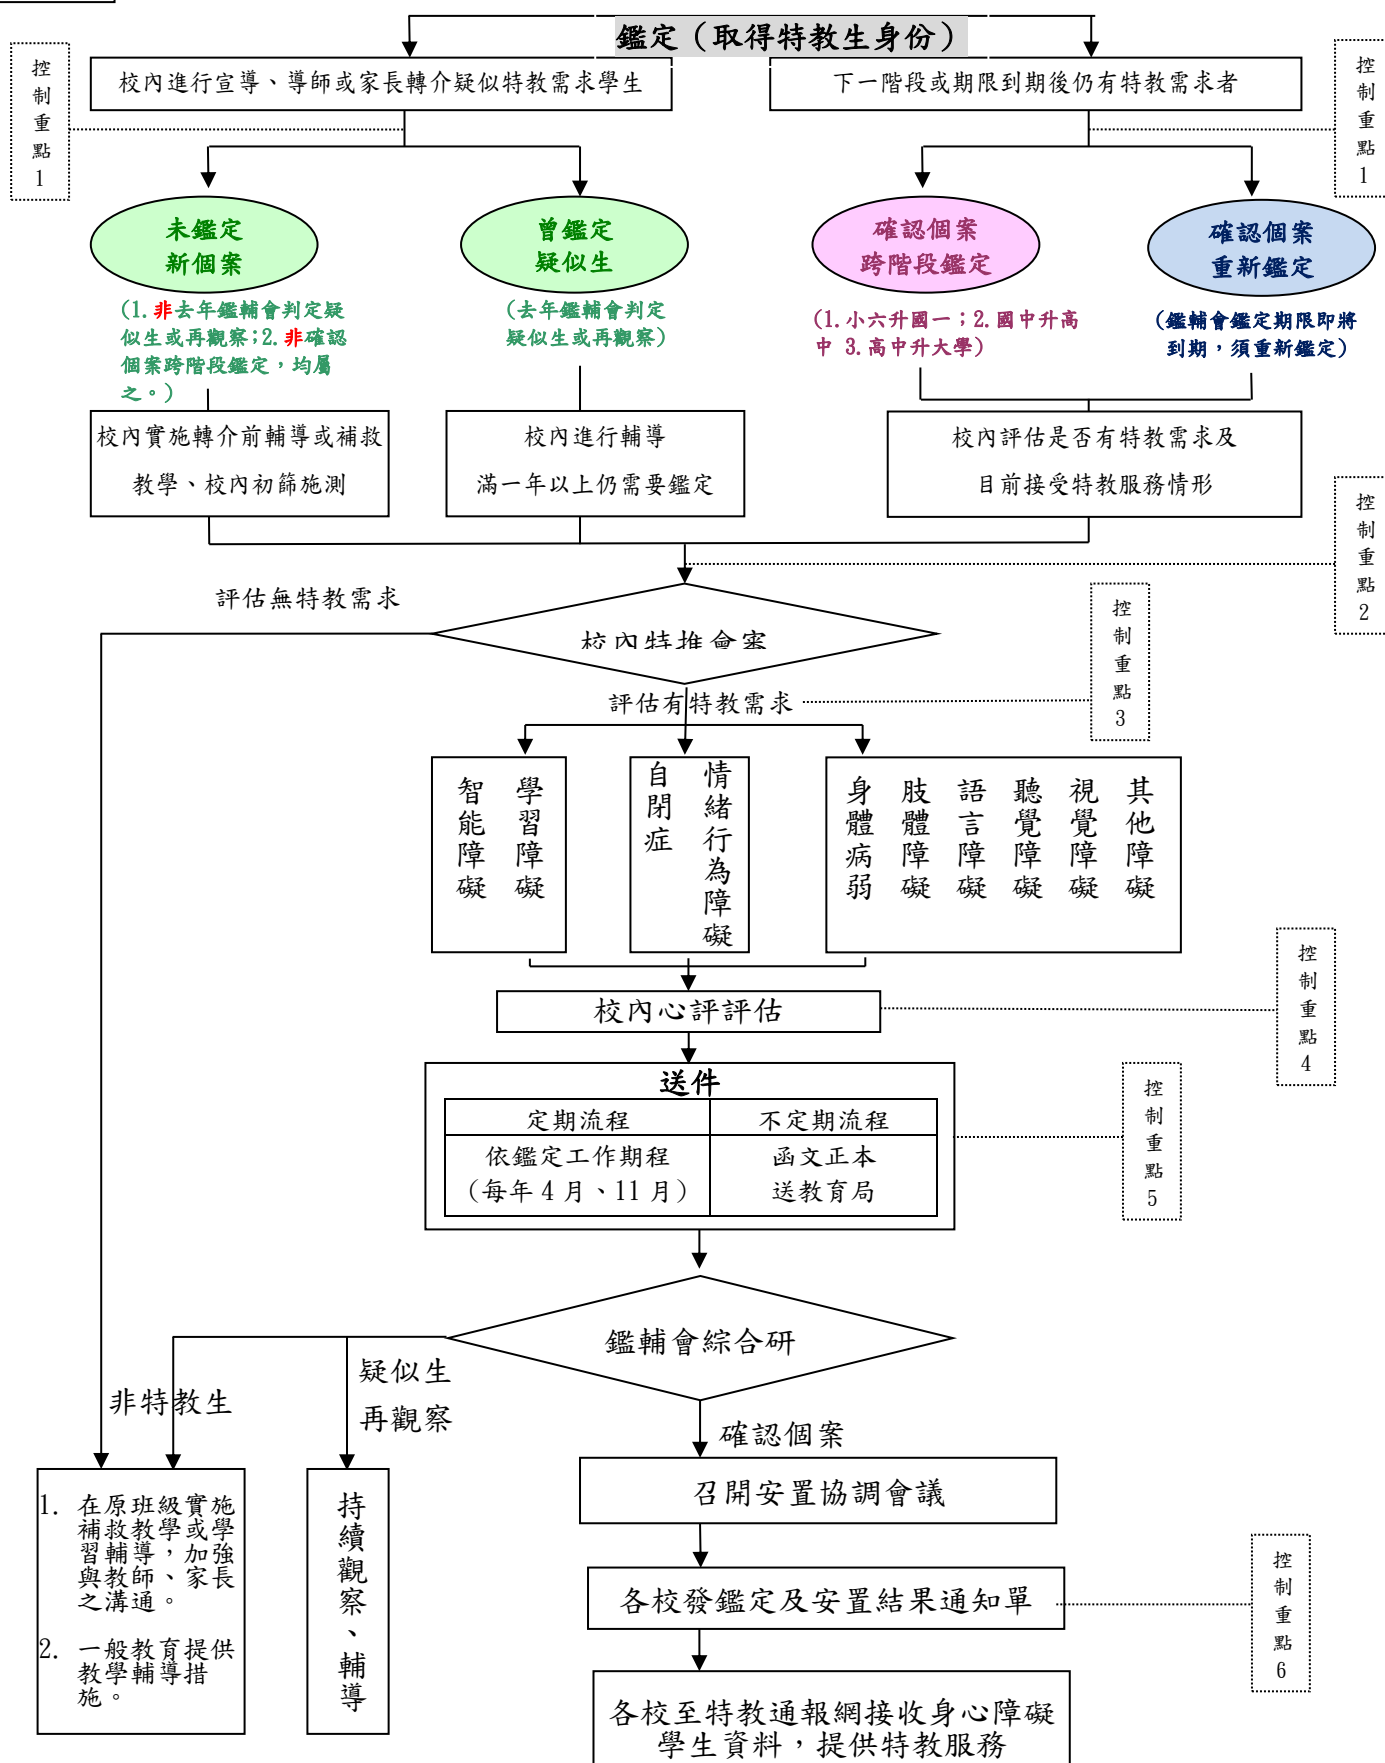 鑑定（取得特教生身份）
控制重點1
校內進行宣導、導師或家長轉介疑似特教需求學生
下一階段或期限到期後仍有特教需求者
控制重點1
未鑑定
新個案
曾鑑定
疑似生
確認個案
跨階段鑑定
確認個案
重新鑑定
(1.非去年鑑輔會判定疑
似生或再觀察;2.非確認
個案跨階段鑑定，均屬
之。)
(去年鑑輔會判定
疑似生或再觀察)
(1.小六升國一；2.國中升高
中 3.高中升大學)
(鑑輔會鑑定期限即將
到期，須重新鑑定)
校內實施轉介前輔導或補救
教學、校內初篩施測
校內進行輔導
滿一年以上仍需要鑑定
校內評估是否有特教需求及
目前接受特教服務情形
控制重點2
評估無特教需求
校內特推會審
控制重點3
評估有特教需求
智能障礙
學習障礙
自閉症
情緒行為障礙
身體病弱
肢體障礙
語言障礙
聽覺障礙
視覺障礙
其他障礙
控制重點4
校內心評評估
送件
定期流程
不定期流程
依鑑定工作期程
(每年4月、11月)
函文正本
送教育局
控制重點5
鑑輔會綜合研
非特教生
疑似生
再觀察
確認個案
1. 在原班級實施
補救教學或學
習輔導，加強
與教師、家長
之溝通。
2. 一般教育提供
教學輔導措
施。
持續觀察、輔導
召開安置協調會議
各校發鑑定及安置結果通知單
控制重點6
各校至特教通報網接收身心障礙
學生資料，提供特教服務